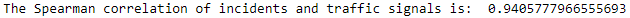 The Spearman correlation of incidents and traffic signals is:  0.9405777966555693